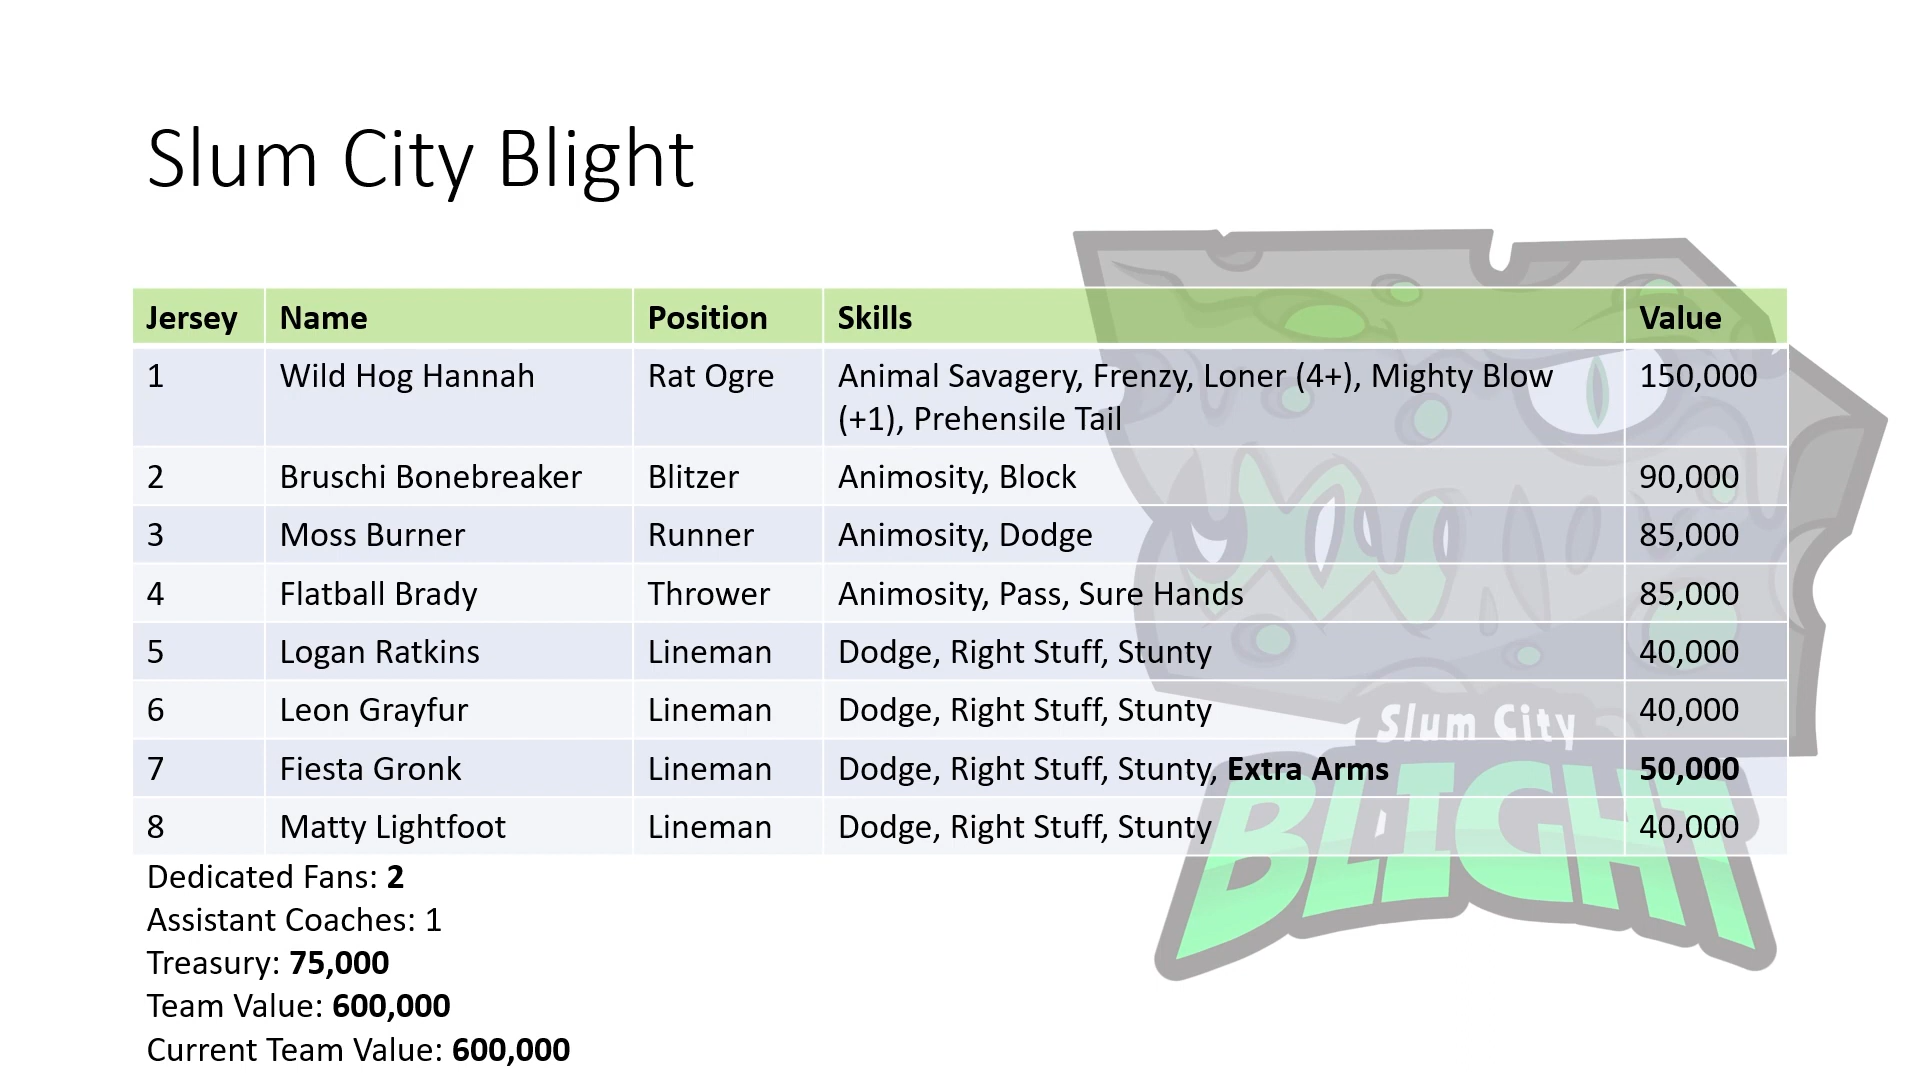 Slum City Blight
Jersey Name Position Skills Value
1 Wild Hog Hannah Rat Ogre Animal Savagery, Frenzy, Loner (4+), Mighty Blow 150,000
(+1), Prehensile Tail
2 Bruschi Bonebreaker Blitzer Animosity, Block 90,000
3 Moss Burner Runner Animosity, Dodge 85,000
4 Flatball Brady Thrower Animosity, Pass, Sure Hands 85,000
5 Logan Ratkins Lineman Dodge, Right Stuff, Stunty 40,000
6 Leon Grayfur Lineman Dodge, Right Stuff, Stunty 40,000
Slum City
7 Fiesta Gronk Lineman Dodge, Right Stuff, Stunty, Extra Arms 50,000
8 Matty Lightfoot Lineman Dodge, Right Stuff, Stunty 40,000
BLIGHT
Dedicated Fans: 2
Assistant Coaches: 1
Treasury: 75,000
Team Value: 600,000
Current Team Value: 600,000